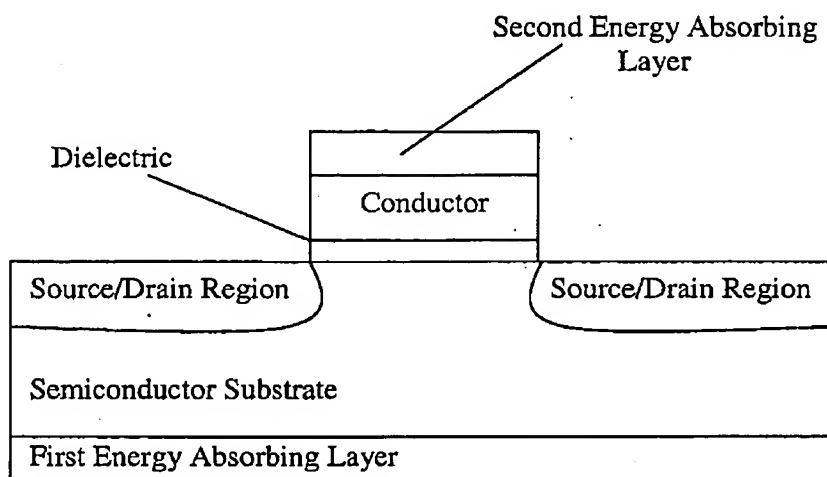 Second Energy Absorbing
Layer
Dielectric
Conductor
Source/Drain Region
Source/Drain Region
Semiconductor Substrate
First Energy Absorbing Layer